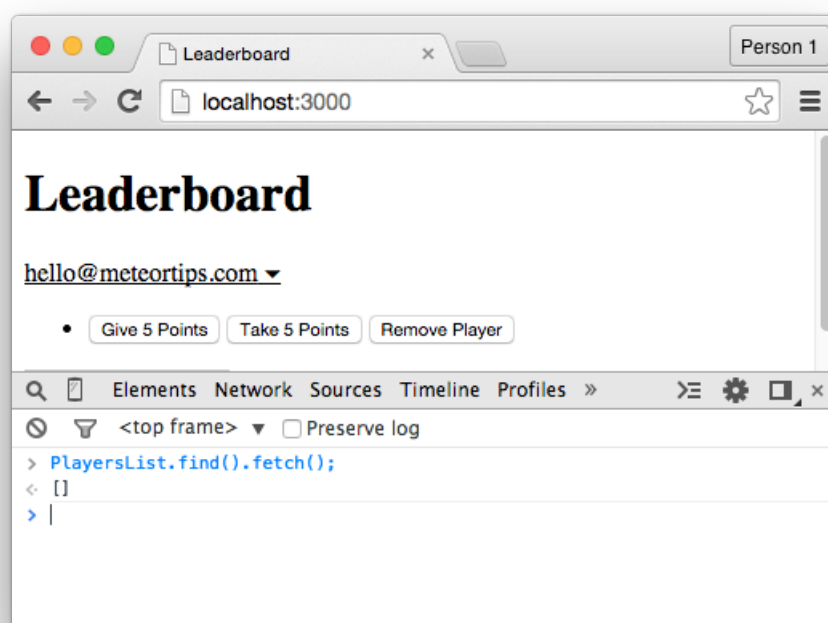 Leaderboard
Person 1
localhost:3000
Leaderboard
hello@meteortips.com
Give 5 Points Take 5 Points Remove Player
Elements Network Sources Timeline Profiles »
<top frame> Preserve log
> PlayersList.find().fetch();
[]
>